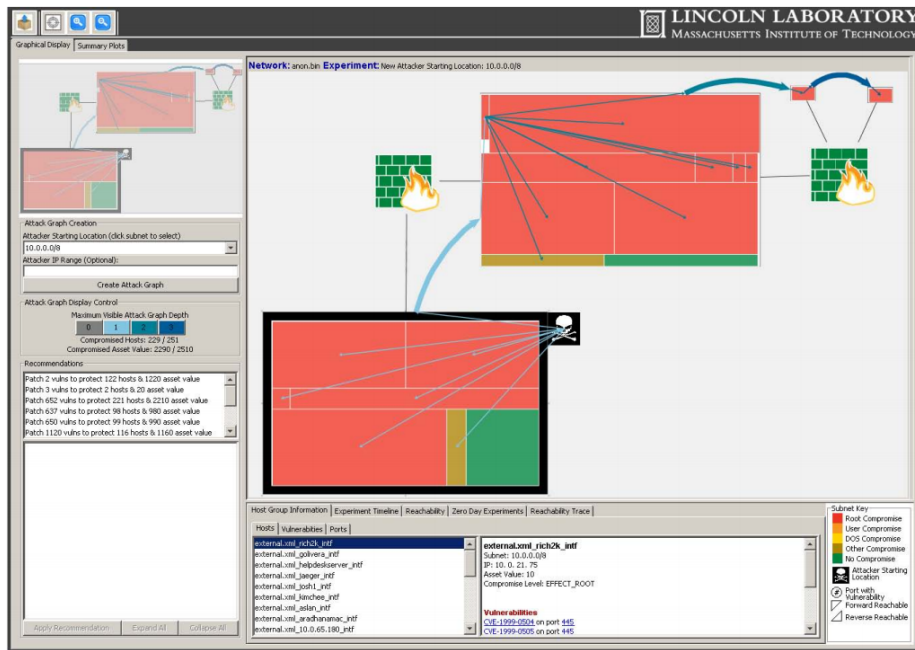 LINCOLN LABORATORY
MASSACHUSETTS INSTITUTE OF TECHNOLOGY
Graphical Display
Summary Plots
Network: anon.bin Experiment: New Attacker Starting Location: 10.0.0.0/8
Attack Graph Creation
Attacker Starting Location (click subnet to select)
10.0.0.0/8
Attacker IP Range (Optional):
Create Attack Graph
Attack Graph Display Control
Maximum Visible Attack Graph Depth
0 1 2 3
Compromised Hosts: 229 / 251
Compromised Asset Value: 2290 / 2510
Recommendations
Patch 2 vulns to protect 122 hosts & 1220 asset value
Patch 3 vulns to protect 2 hosts & 20 asset value
Patch 652 vulns to protect 221 hosts & 2210 asset value
Patch 637 vulns to protect 98 hosts & 980 asset value
Patch 650 vulns to protect 99 hosts & 990 asset value
Patch 1120 vulns to protect 116 hosts & 1160 asset value
Apply Recommendation
Expand All
Collapse All
Host Group Information
Experiment Timeline
Reachability
Zero Day Experiments
Reachability Trace
Hosts
Vulnerabilities
Ports
external.xml_rich2k_intf
external.xml_golivera_intf
external.xml_helpdeskserver_intf
external.xml_jaeger_intf
external.xml_josh1_intf
external.xml_kimchee_intf
external.xml_aslan_intf
external.xml_aradhanamac_intf
external.xml_10.0.65.180_intf
external.xml_rich2k_intf
Subnet: 10.0.0.0/8
IP: 10. 0. 21. 75
Asset Value: 10
Compromise Level: EFFECT_ROOT
Vulnerabilities
CVE-1999-0504 on port 445
CVE-1999-0505 on port 445
Subnet Key
Root Compromise
User Compromise
DOS Compromise
Other Compromise
No Compromise
Attacker Starting
Location
# Port with
Vulnerability
Forward Reachable
Reverse Reachable